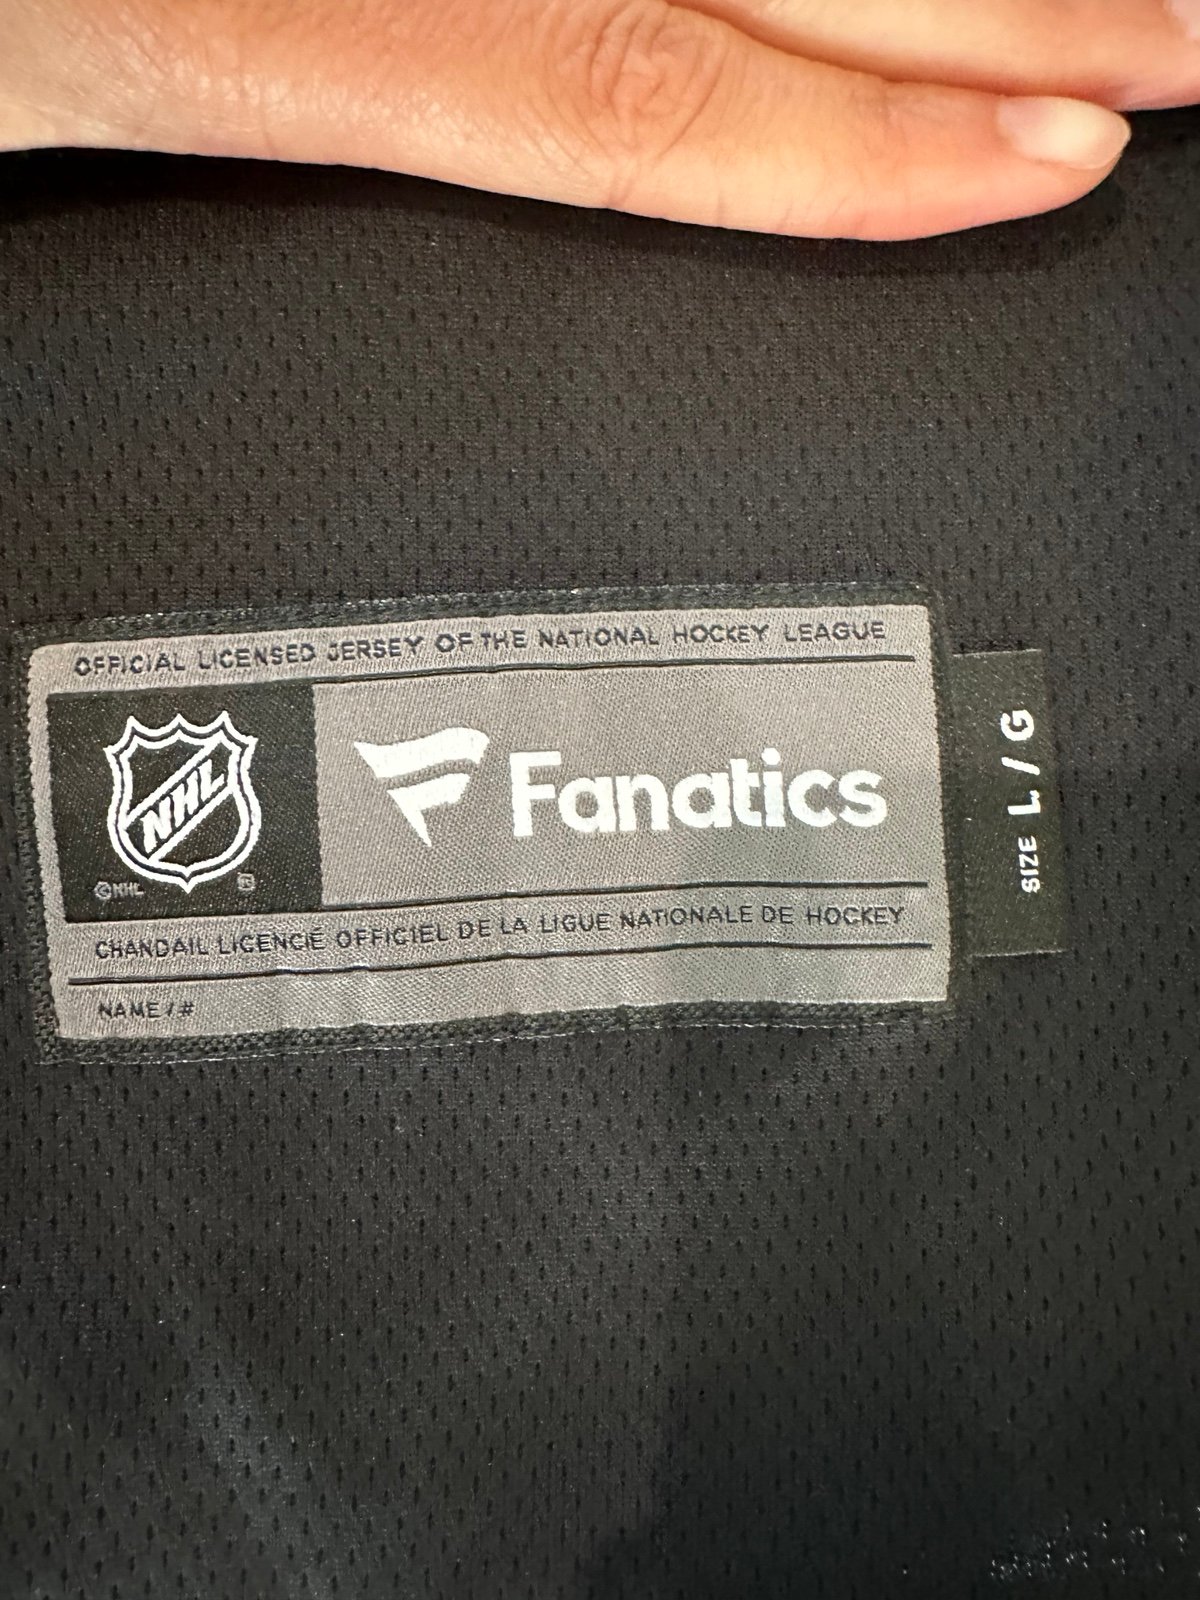 OFFICIAL LICENSED JERSEY OF THE NATIONAL HOCKEY LEAGUE
NHL
©NHL ®
Fanatics
CHANDAIL LICENCIÉ OFFICIEL DE LA LIGUE NATIONALE DE HOCKEY
NAME / #
SIZE L / G